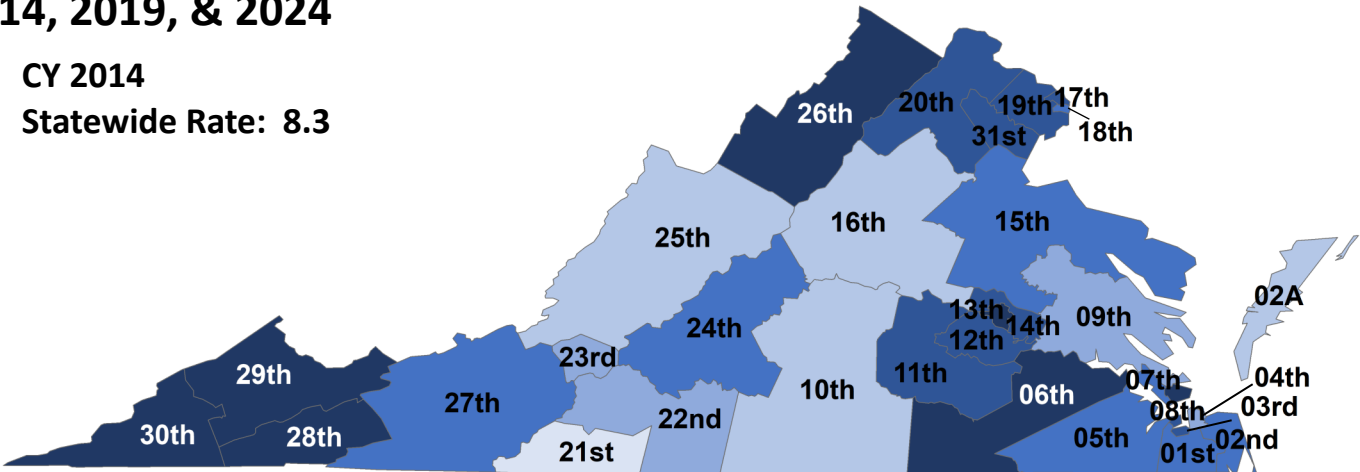 14, 2019, & 2024
CY 2014
Statewide Rate: 8.3
26th
20th
19th
17th
18th
31st
25th
16th
15th
02A
13th
14th
09th
24th
12th
23rd
11th
29th
07th
04th
27th
10th
06th
03rd
08th
22nd
30th
28th
05th
02nd
21st
01st